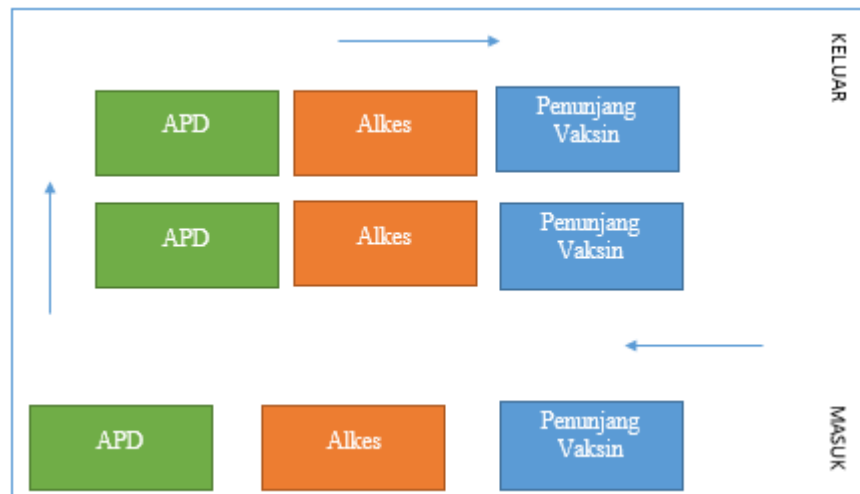 KELUAR
APD
Alkes
Penunjang
Vaksin
APD
Alkes
Penunjang
Vaksin
APD
Alkes
Penunjang
Vaksin
MASUK